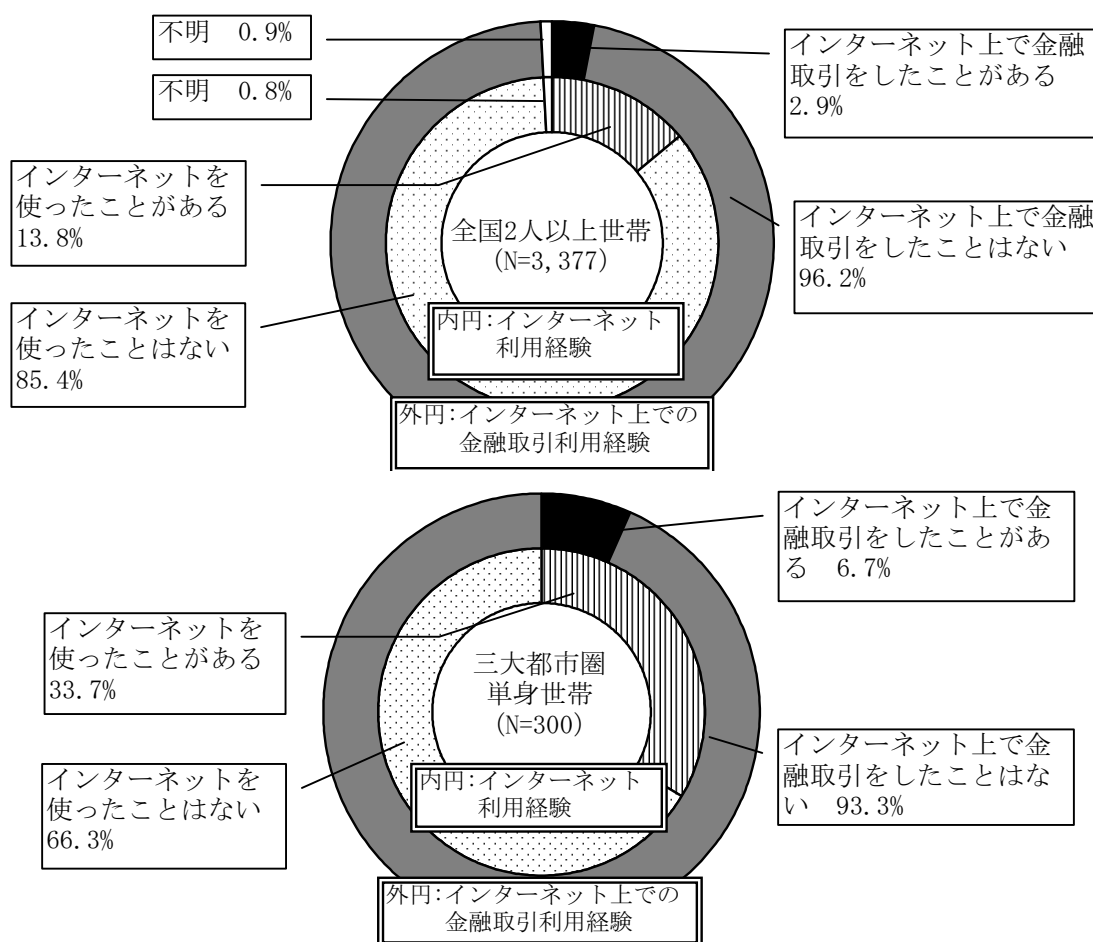 不明　0.9%
不明　0.8%
インターネット上で金融
取引をしたことがある
2.9%
インターネットを
使ったことがある
13.8%
インターネット上で金融
取引をしたことはない
96.2%
全国2人以上世帯
(N=3,377)
インターネットを
使ったことはない
85.4%
内円:インターネット
利用経験
外円:インターネット上での
金融取引利用経験
インターネット上で金
融取引をしたことがあ
る　6.7%
インターネットを
使ったことがある
33.7%
三大都市圏
単身世帯
(N=300)
インターネット上で金
融取引をしたことはな
い　93.3%
インターネットを
使ったことはない
66.3%
内円:インターネット
利用経験
外円:インターネット上での
金融取引利用経験